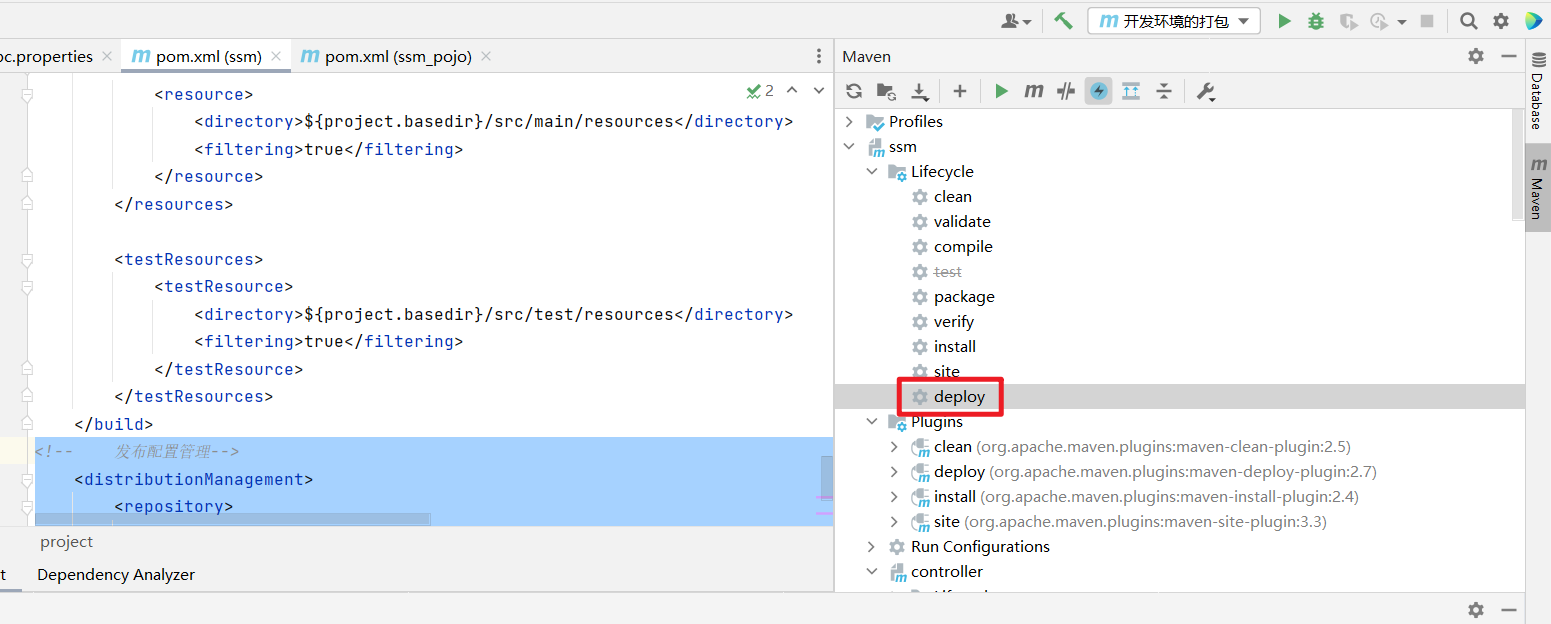 开发环境的打包
oc.properties
pom.xml (ssm)
pom.xml (ssm_pojo)
<resource>
<directory>${project.basedir}/src/main/resources</directory>
<filtering>true</filtering>
</resource>
</resources>
<testResources>
<testResource>
<directory>${project.basedir}/src/test/resources</directory>
<filtering>true</filtering>
</testResource>
</testResources>
</build>
<!-- 发布配置管理-->
<distributionManagement>
<repository>
2
project
t
Dependency Analyzer
Maven
Profiles
ssm
Lifecycle
clean
validate
compile
test
package
verify
install
site
deploy
Plugins
clean (org.apache.maven.plugins:maven-clean-plugin:2.5)
deploy (org.apache.maven.plugins:maven-deploy-plugin:2.7)
install (org.apache.maven.plugins:maven-install-plugin:2.4)
site (org.apache.maven.plugins:maven-site-plugin:3.3)
Run Configurations
controller
Database
Maven